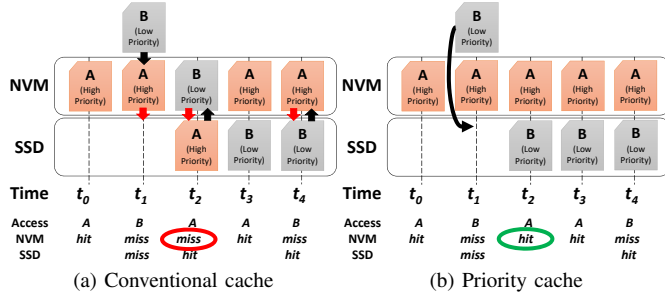 B
(Low
Priority)
NVM
A
(High
Priority)
A
(High
Priority)
B
(Low
Priority)
A
(High
Priority)
A
(High
Priority)
SSD
A
(High
Priority)
B
(Low
Priority)
B
(Low
Priority)
Time t0 t1 t2 t3 t4
Access A B A B
NVM hit miss miss hit miss
SSD miss hit hit
(a) Conventional cache
B
(Low
Priority)
NVM
A
(High
Priority)
A
(High
Priority)
A
(High
Priority)
A
(High
Priority)
A
(High
Priority)
SSD
B
(Low
Priority)
B
(Low
Priority)
B
(Low
Priority)
Time t0 t1 t2 t3 t4
Access A B A A B
NVM hit miss hit hit miss
SSD miss hit
(b) Priority cache